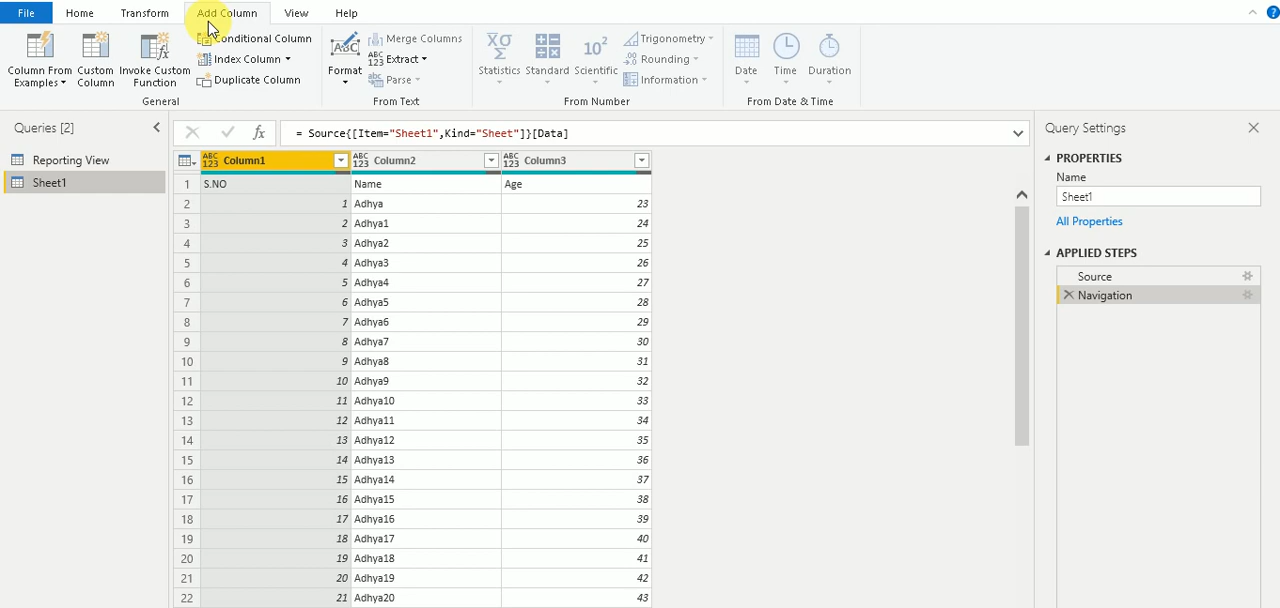 File Home Transform Add Column View Help
Column From Examples
Custom Column
Invoke Custom Function
Conditional Column
Index Column
Duplicate Column
General
Format
Merge Columns
ABC 123 Extract
Parse
From Text
Statistics
Standard
Scientific
Trigonometry
Rounding
Information
From Number
Date
Time
Duration
From Date & Time
Queries [2]
Reporting View
Sheet1
= Source{[Item="Sheet1",Kind="Sheet"]}[Data]
ABC 123 Column1 ABC 123 Column2 ABC 123 Column3
1 S.NO Name Age
2 1 Adhya 23
3 2 Adhya1 24
4 3 Adhya2 25
5 4 Adhya3 26
6 5 Adhya4 27
7 6 Adhya5 28
8 7 Adhya6 29
9 8 Adhya7 30
10 9 Adhya8 31
11 10 Adhya9 32
12 11 Adhya10 33
13 12 Adhya11 34
14 13 Adhya12 35
15 14 Adhya13 36
16 15 Adhya14 37
17 16 Adhya15 38
18 17 Adhya16 39
19 18 Adhya17 40
20 19 Adhya18 41
21 20 Adhya19 42
22 21 Adhya20 43
Query Settings
PROPERTIES
Name
Sheet1
All Properties
APPLIED STEPS
Source
Navigation